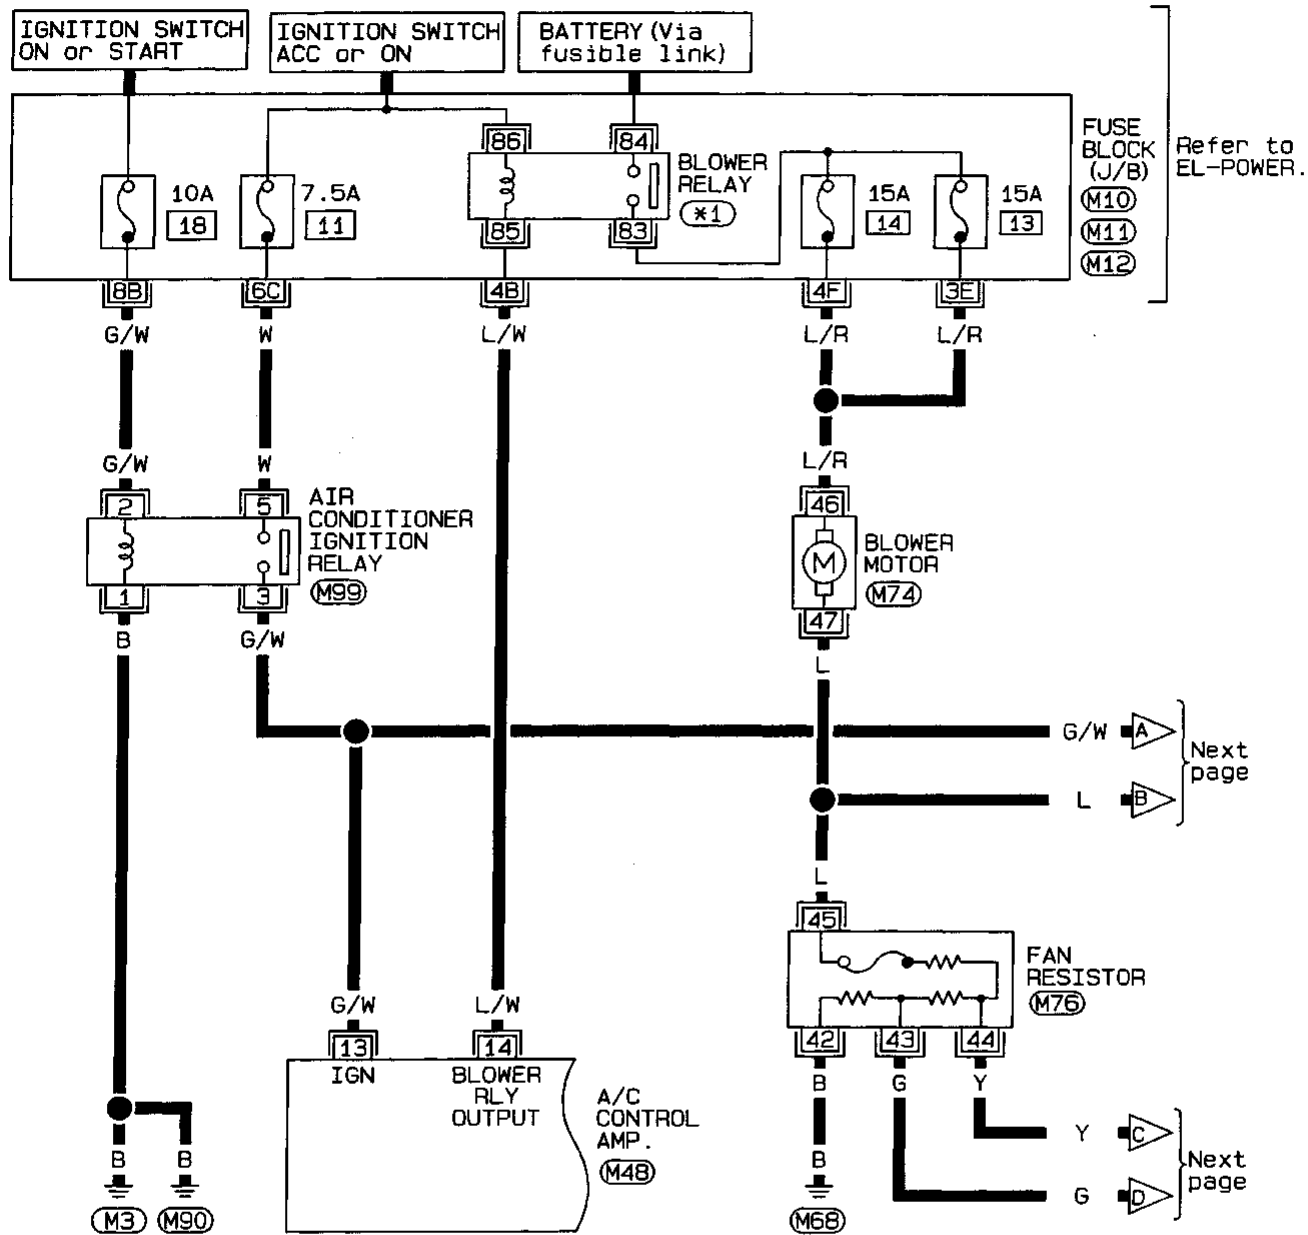 IGNITION SWITCH
ON or START
IGNITION SWITCH
ACC or ON
BATTERY (Via
fusible link)
86
84
BLOWER
RELAY
*1
85
83
10A
18
7.5A
11
15A
14
15A
13
FUSE
BLOCK
(J/B)
M10
M11
M12
Refer to
EL-POWER.
8B
6C
4B
4F
3E
G/W
W
L/W
L/R
L/R
G/W
W
L/R
2
5
AIR
CONDITIONER
IGNITION
RELAY
M99
1
3
46
M
BLOWER
MOTOR
M74
47
B
G/W
L
G/W
A
L
B
Next
page
L
45
FAN
RESISTOR
M76
42
43
44
G/W
L/W
13
14
IGN
BLOWER
RLY
OUTPUT
A/C
CONTROL
AMP.
M48
B
G
Y
Y
C
G
D
Next
page
B
B
B
M3
M90
M68